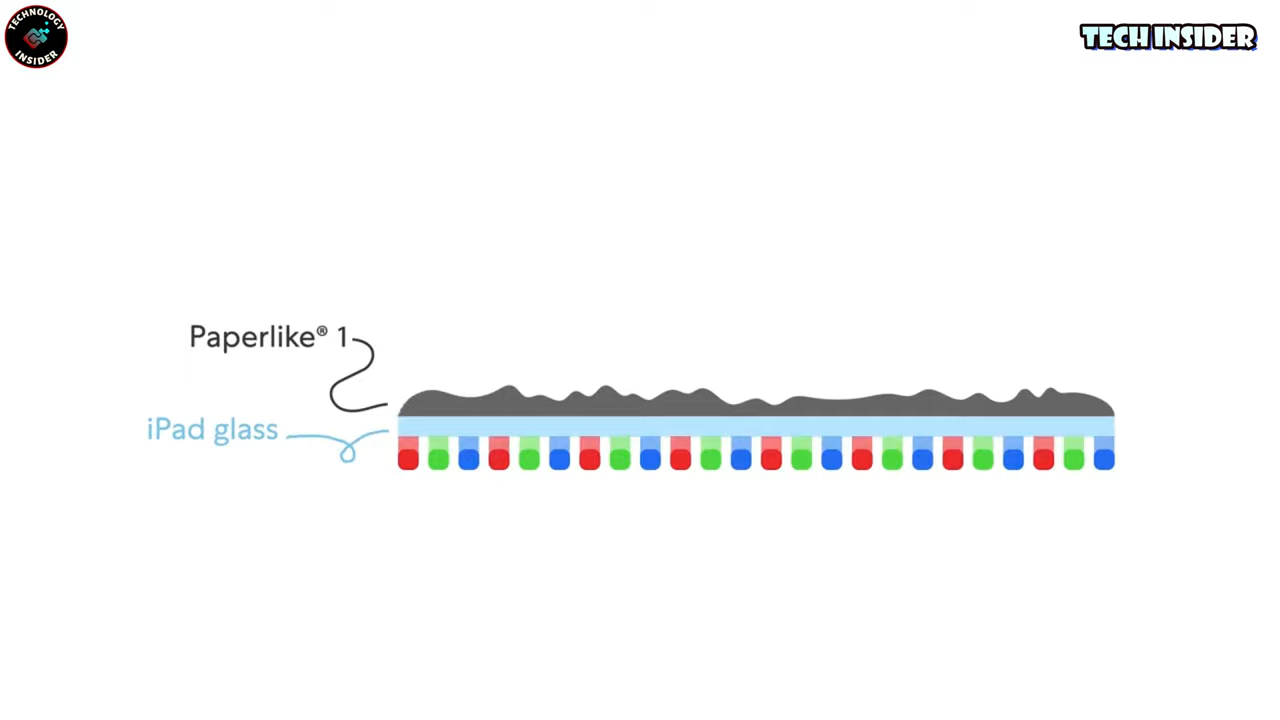 TECHNOLOGY
INSIDER
TECH INSIDER
Paperlike® 1
iPad glass